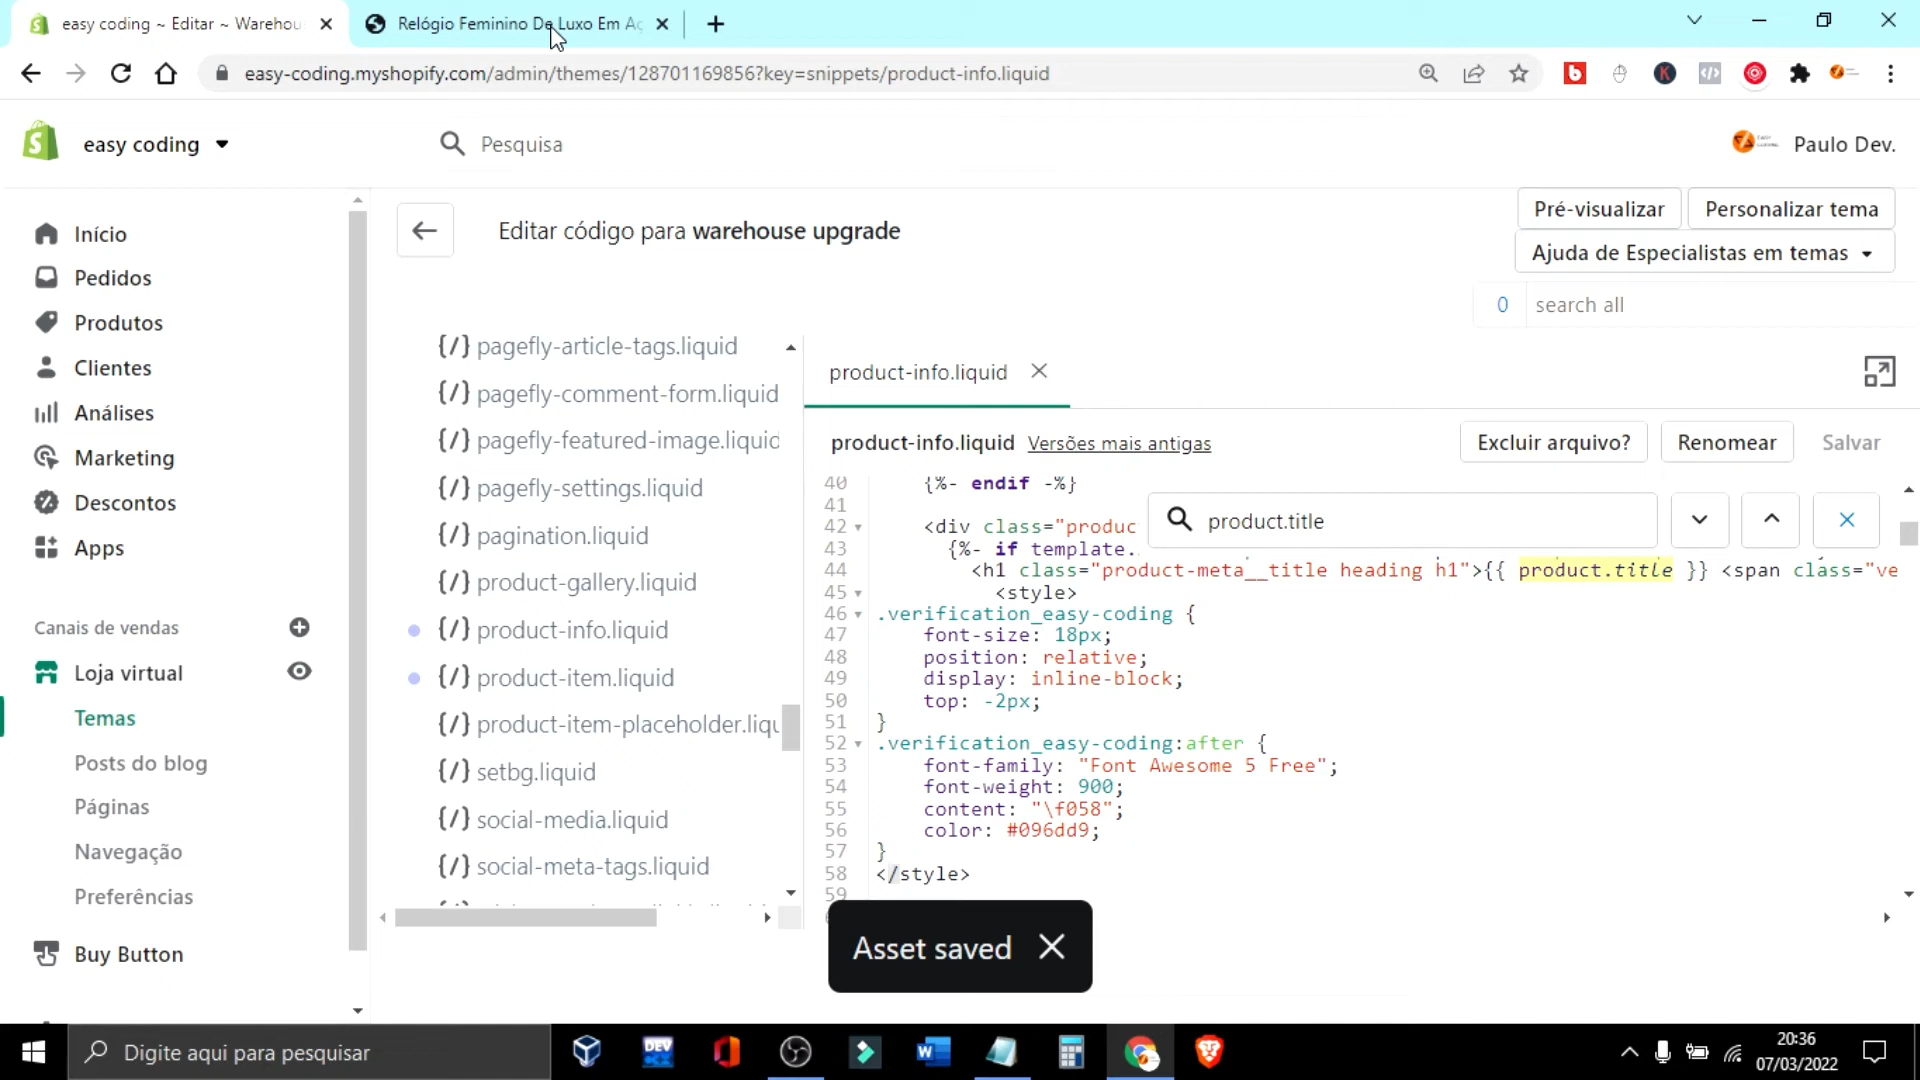 easy coding ~ Editar ~ Warehou
Relógio Feminino De Luxo Em Aç
easy-coding.myshopify.com/admin/themes/128701169856?key=snippets/product-info.liquid
easy coding
Pesquisa
Paulo Dev.
Início
Pedidos
Produtos
Clientes
Análises
Marketing
Descontos
Apps
Canais de vendas
Loja virtual
Temas
Posts do blog
Páginas
Navegação
Preferências
Buy Button
Editar código para warehouse upgrade
Pré-visualizar
Personalizar tema
Ajuda de Especialistas em temas
0
search all
{/} pagefly-article-tags.liquid
{/} pagefly-comment-form.liquid
{/} pagefly-featured-image.liquid
{/} pagefly-settings.liquid
{/} pagination.liquid
{/} product-gallery.liquid
{/} product-info.liquid
{/} product-item.liquid
{/} product-item-placeholder.liqu
{/} setbg.liquid
{/} social-media.liquid
{/} social-meta-tags.liquid
product-info.liquid
product-info.liquid Versões mais antigas
Excluir arquivo?
Renomear
Salvar
product.title
40 {%- endif -%}
41
42 <div class="produc
43 {%- if template.
44 <h1 class="product-meta__title heading h1">{{ product.title }} <span class="ve
45 <style>
46 .verification_easy-coding {
47 font-size: 18px;
48 position: relative;
49 display: inline-block;
50 top: -2px;
51 }
52 .verification_easy-coding:after {
53 font-family: "Font Awesome 5 Free";
54 font-weight: 900;
55 content: "\f058";
56 color: #096dd9;
57 }
58 </style>
59
Asset saved
Digite aqui para pesquisar
DEV
20:36
07/03/2022